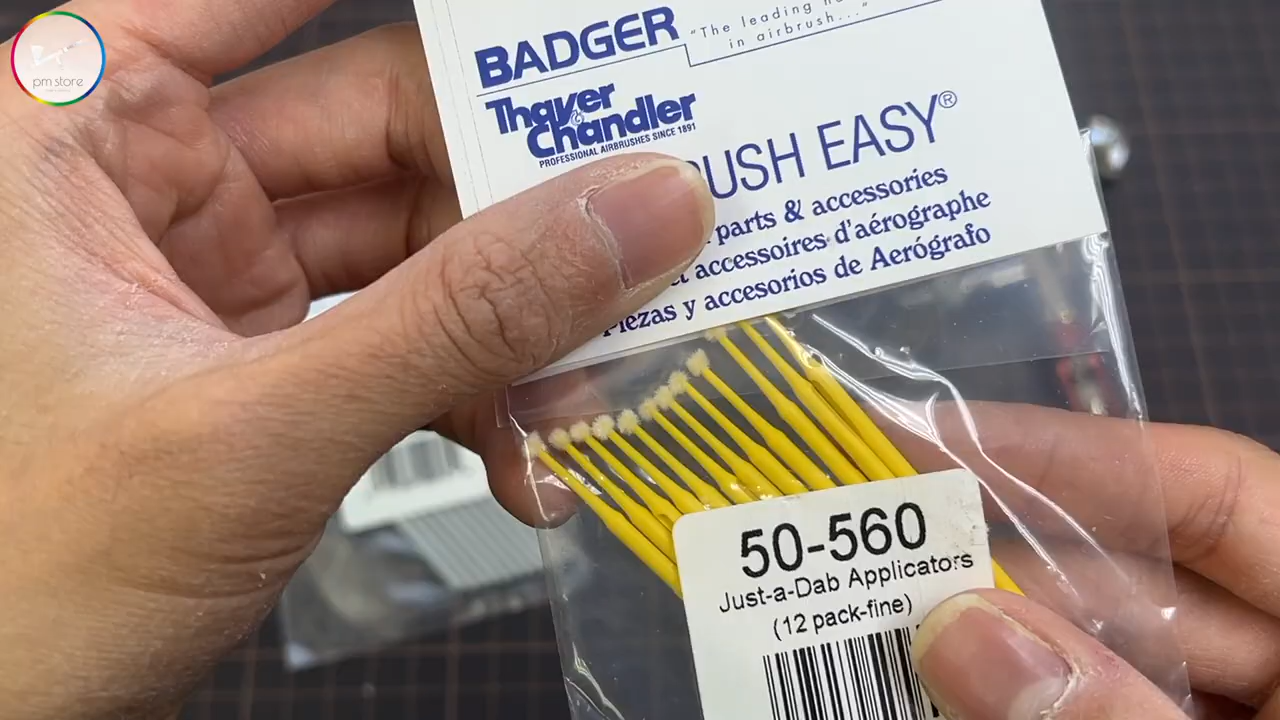 pm store
BADGER
"The leading
in airbrush..."
Thayer
&
Chandler
PROFESSIONAL AIRBRUSHES SINCE 1891
EASY®
parts & accessories
accessoires d'aérographe
Piezas y accesorios de Aerógrafo
50-560
Just-a-Dab Applicators
(12 pack-fine)